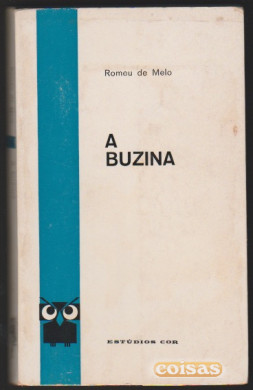 Romeu de Melo
A
BUZINA
ESTÚDIOS COR
coisas